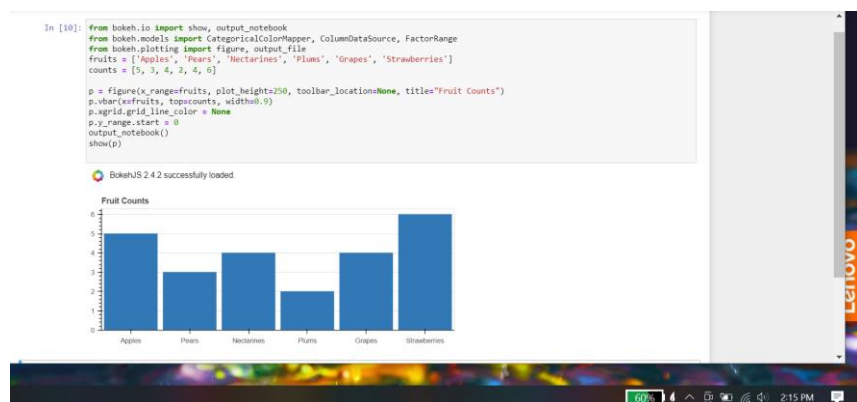 In [10]: from bokeh.io import show, output_notebook
from bokeh.models import CategoricalColorMapper, ColumnDataSource, FactorRange
from bokeh.plotting import figure, output_file
fruits = ['Apples', 'Pears', 'Nectarines', 'Plums', 'Grapes', 'Strawberries']
counts = [5, 3, 4, 2, 4, 6]
p = figure(x_range=fruits, plot_height=250, toolbar_location=None, title="Fruit Counts")
p.vbar(x=fruits, top=counts, width=0.9)
p.xgrid.grid_line_color = None
p.y_range.start = 0
output_notebook()
show(p)
BokehJS 2.4.2 successfully loaded.
Fruit Counts
6
5
4
3
2
1
0
Apples Pears Nectarines Plums Grapes Strawberries
Lenovo
60% 2:15 PM